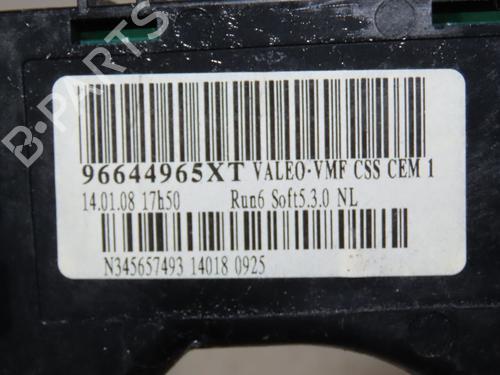 B-PARTS
96644965XT VALEO-VMF CSS CEM 1
14.01.08 17h50 Run6 Soft5.3.0 NL
N345657493 14018 0925